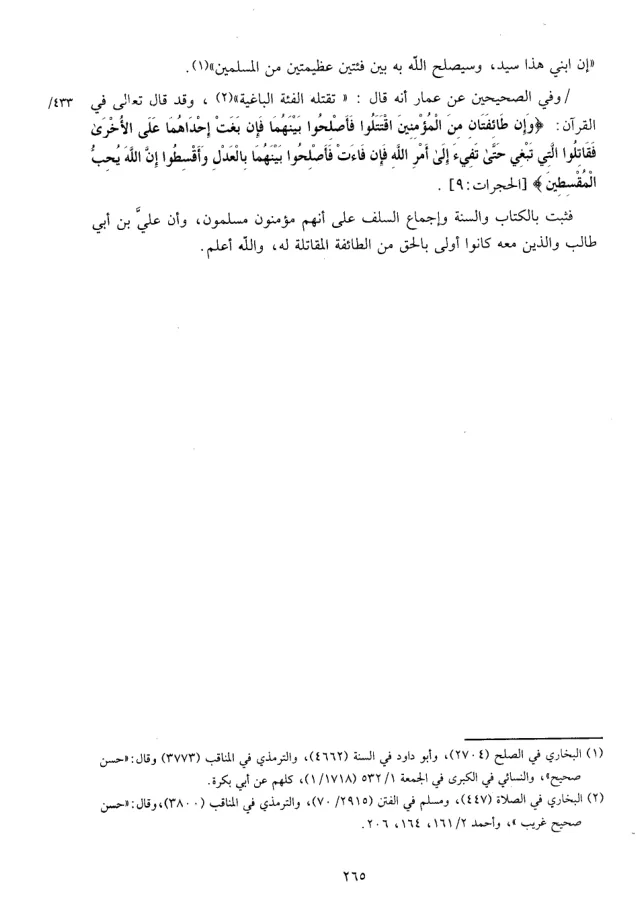 «إن ابني هذا سيد، وسيصلح الله به بين فئتين عظيمتين من المسلمين»(١).
/ وفي الصحيحين عن عمار أنه قال : « تقتله الفئة الباغية»(٢) ، وقد قال تعالى في ٤٣٣/
القرآن: ﴿وَإِن طَائِفَتَانِ مِنَ الْمُؤْمِنِينَ اقْتَتَلُوا فَأَصْلِحُوا بَيْنَهُمَا فَإِن بَغَتْ إِحْدَاهُمَا عَلَى الأُخْرَىٰ
فَقَاتِلُوا الَّتِي تَبْغِي حَتَّىٰ تَفِيءَ إِلَىٰ أَمْرِ اللَّهِ فَإِن فَاءَتْ فَأَصْلِحُوا بَيْنَهُمَا بِالْعَدْلِ وَأَقْسِطُوا إِنَّ اللَّهَ يُحِبُّ
الْمُقْسِطِينَ﴾ [الحجرات:٩] .
فثبت بالكتاب والسنة وإجماع السلف على أنهم مؤمنون مسلمون، وأن عليَّ بن أبي
طالب والذين معه كانوا أولى بالحق من الطائفة المقاتلة له، والله أعلم.
(١) البخاري في الصلح (٢٧٠٤)، وأبو داود في السنة (٤٦٦٢)، والترمذي في المناقب (٣٧٧٣) وقال: «حسن
صحيح»، والنسائي في الكبرى في الجمعة ١/ ٥٣٢ (١/١٧١٨)، كلهم عن أبي بكرة.
(٢) البخاري في الصلاة (٤٤٧)، ومسلم في الفتن (٢٩١٥/ ٧٠)، والترمذي في المناقب (٣٨٠٠)،وقال: «حسن
صحيح غريب »، وأحمد ٢/ ١٦١، ١٦٤، ٢٠٦.
٢٦٥